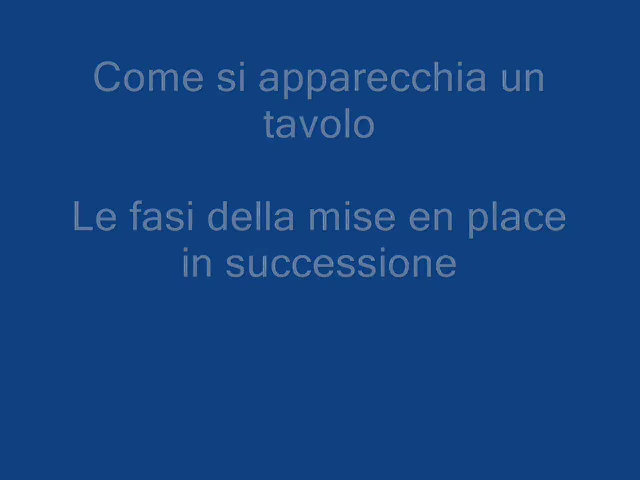 Come si apparecchia un
tavolo
Le fasi della mise en place
in successione